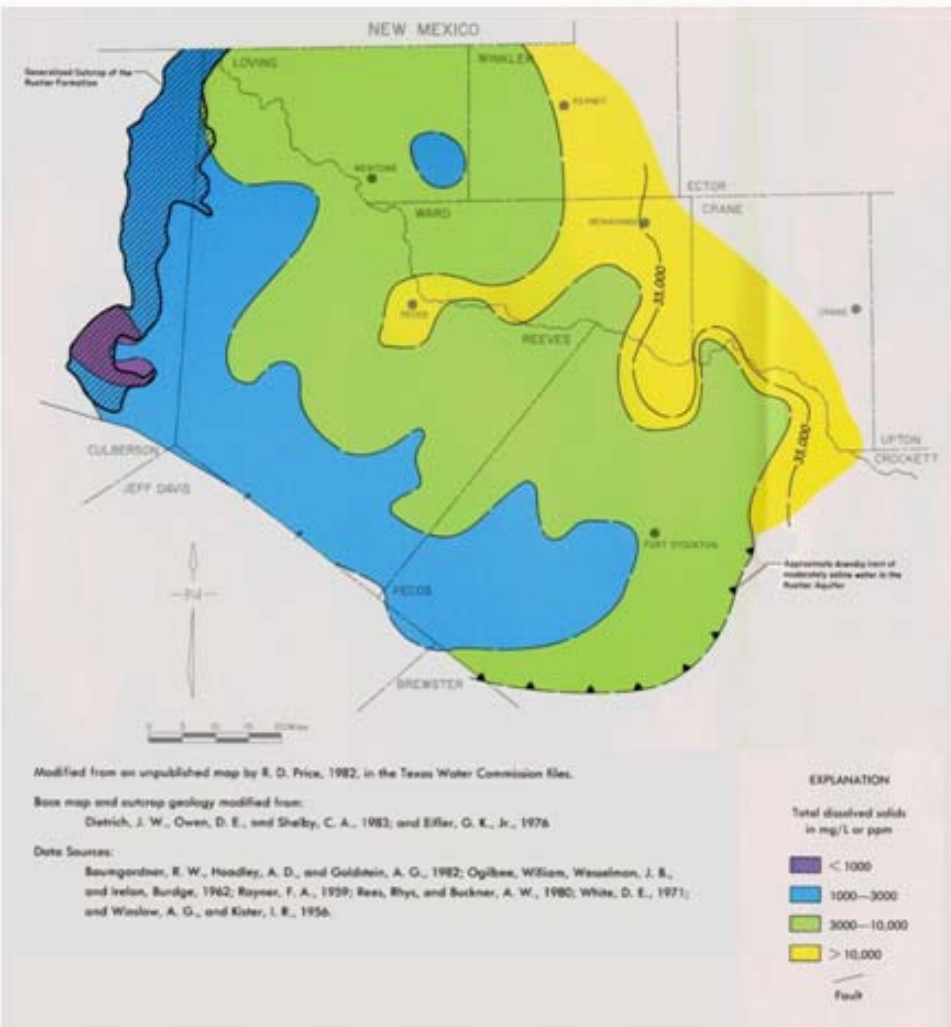 NEW MEXICO
Generalized Outcrop of the
Rustler Formation
LOVING
WINKLER
KERMIT
MENTONE
ECTOR
WARD
CRANE
MONAHANS
33,000
PECOS
CRANE
REEVES
UPTON
CULBERSON
33,000
CROCKETT
JEFF DAVIS
FORT STOCKTON
Approximate downdip limit of
moderately saline water in the
Rustler Aquifer
PECOS
BREWSTER
Modified from an unpublished map by R. D. Price, 1982, in the Texas Water Commission files.
Base map and outcrop geology modified from:
Dietrich, J. W., Owen, D. E., and Shelby, C. A., 1983; and Eifler, G. K., Jr., 1976
Data Sources:
Baumgardner, R. W., Hoadley, A. D., and Goldstein, A. G., 1982; Ogilbee, William, Wesselman, J. B.,
and Irelan, Burdge, 1962; Rayner, F. A., 1959; Rees, Rhys, and Buckner, A. W., 1980; White, D. E., 1971;
and Winslow, A. G., and Kister, L. R., 1956.
EXPLANATION
Total dissolved solids
in mg/L or ppm
< 1000
1000—3000
3000—10,000
> 10,000
Fault